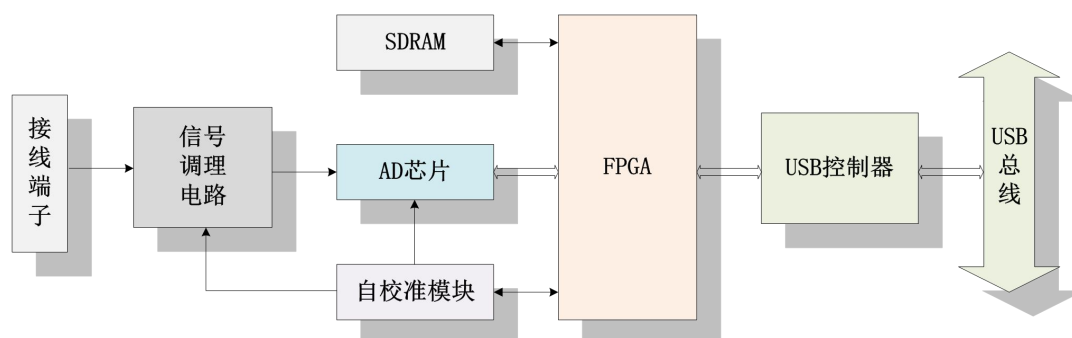 接线端子
信号
调理
电路
SDRAM
AD芯片
自校准模块
FPGA
USB控制器
USB
总
线